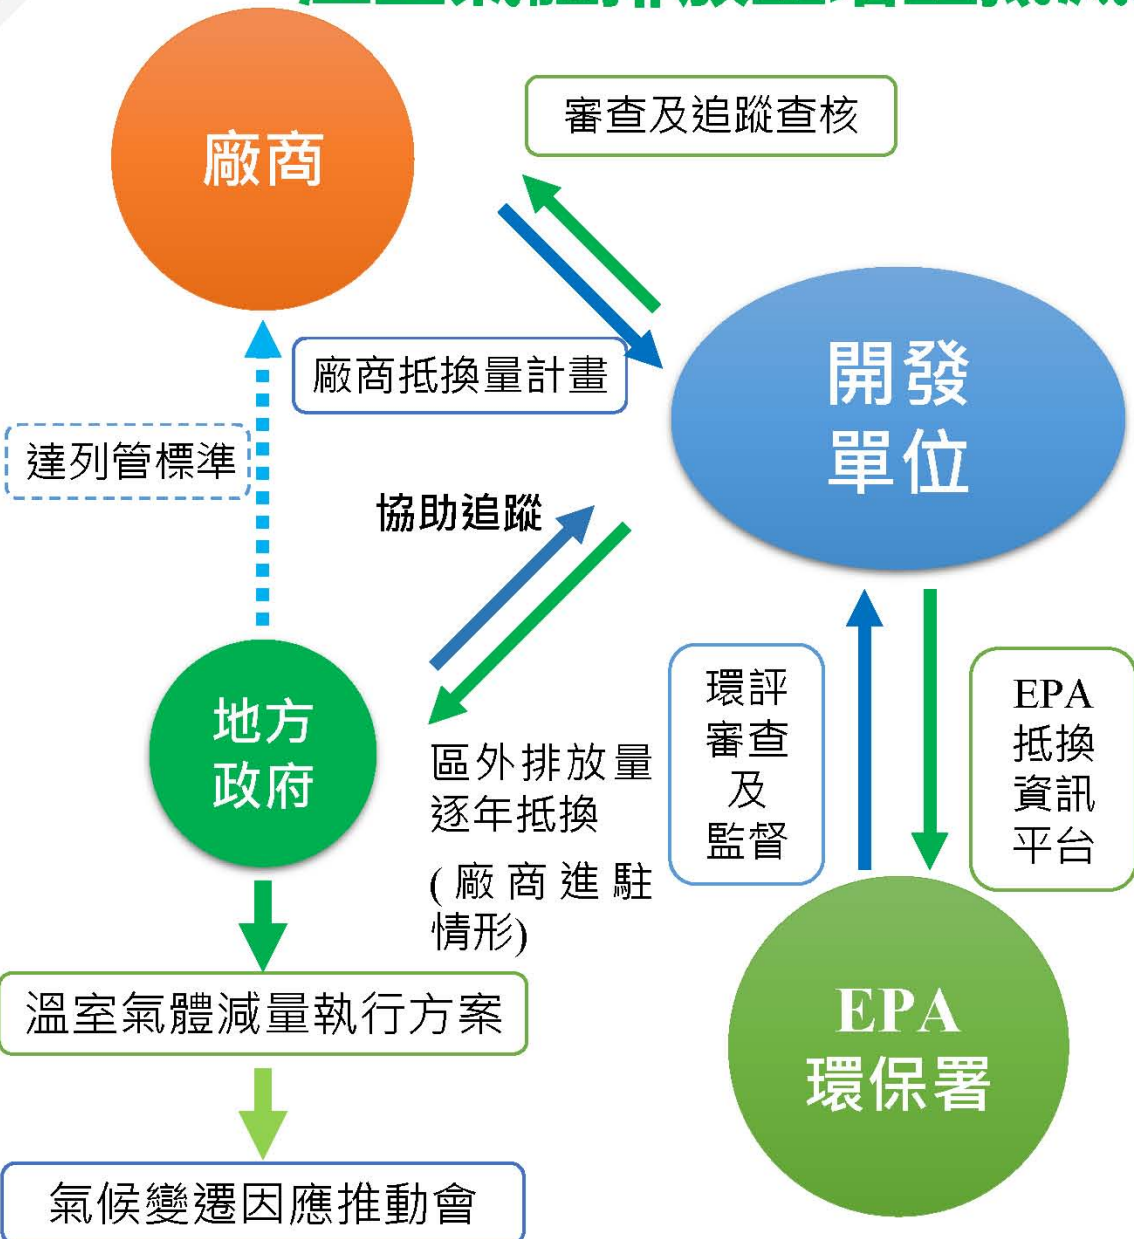 廠商
審查及追蹤查核
廠商抵換量計畫
開發
單位
達列管標準
協助追蹤
地方
政府
區外排放量
逐年抵換
(廠商進駐
情形)
環評
審查
及
監督
EPA
抵換
資訊
平台
溫室氣體減量執行方案
EPA
環保署
氣候變遷因應推動會